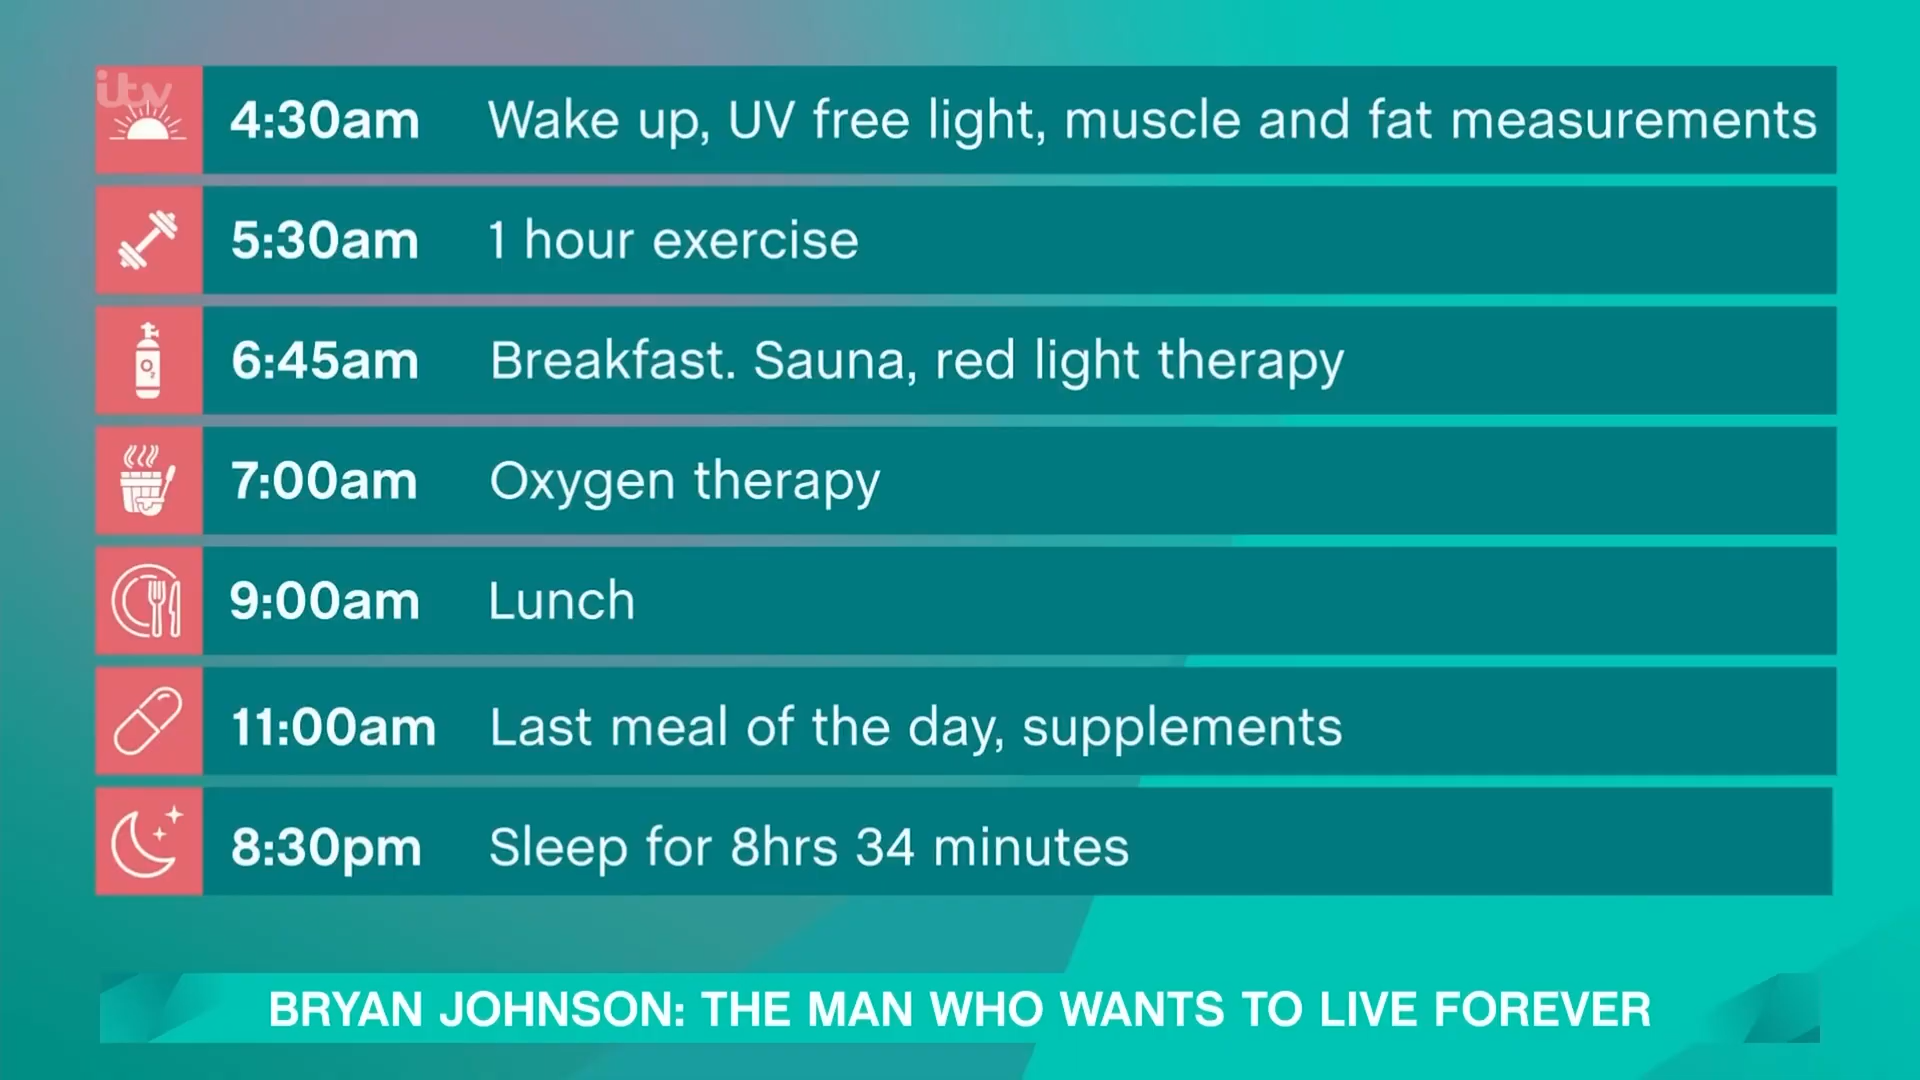 itv
4:30am Wake up, UV free light, muscle and fat measurements
5:30am 1 hour exercise
O2 6:45am Breakfast. Sauna, red light therapy
7:00am Oxygen therapy
9:00am Lunch
11:00am Last meal of the day, supplements
8:30pm Sleep for 8hrs 34 minutes
BRYAN JOHNSON: THE MAN WHO WANTS TO LIVE FOREVER